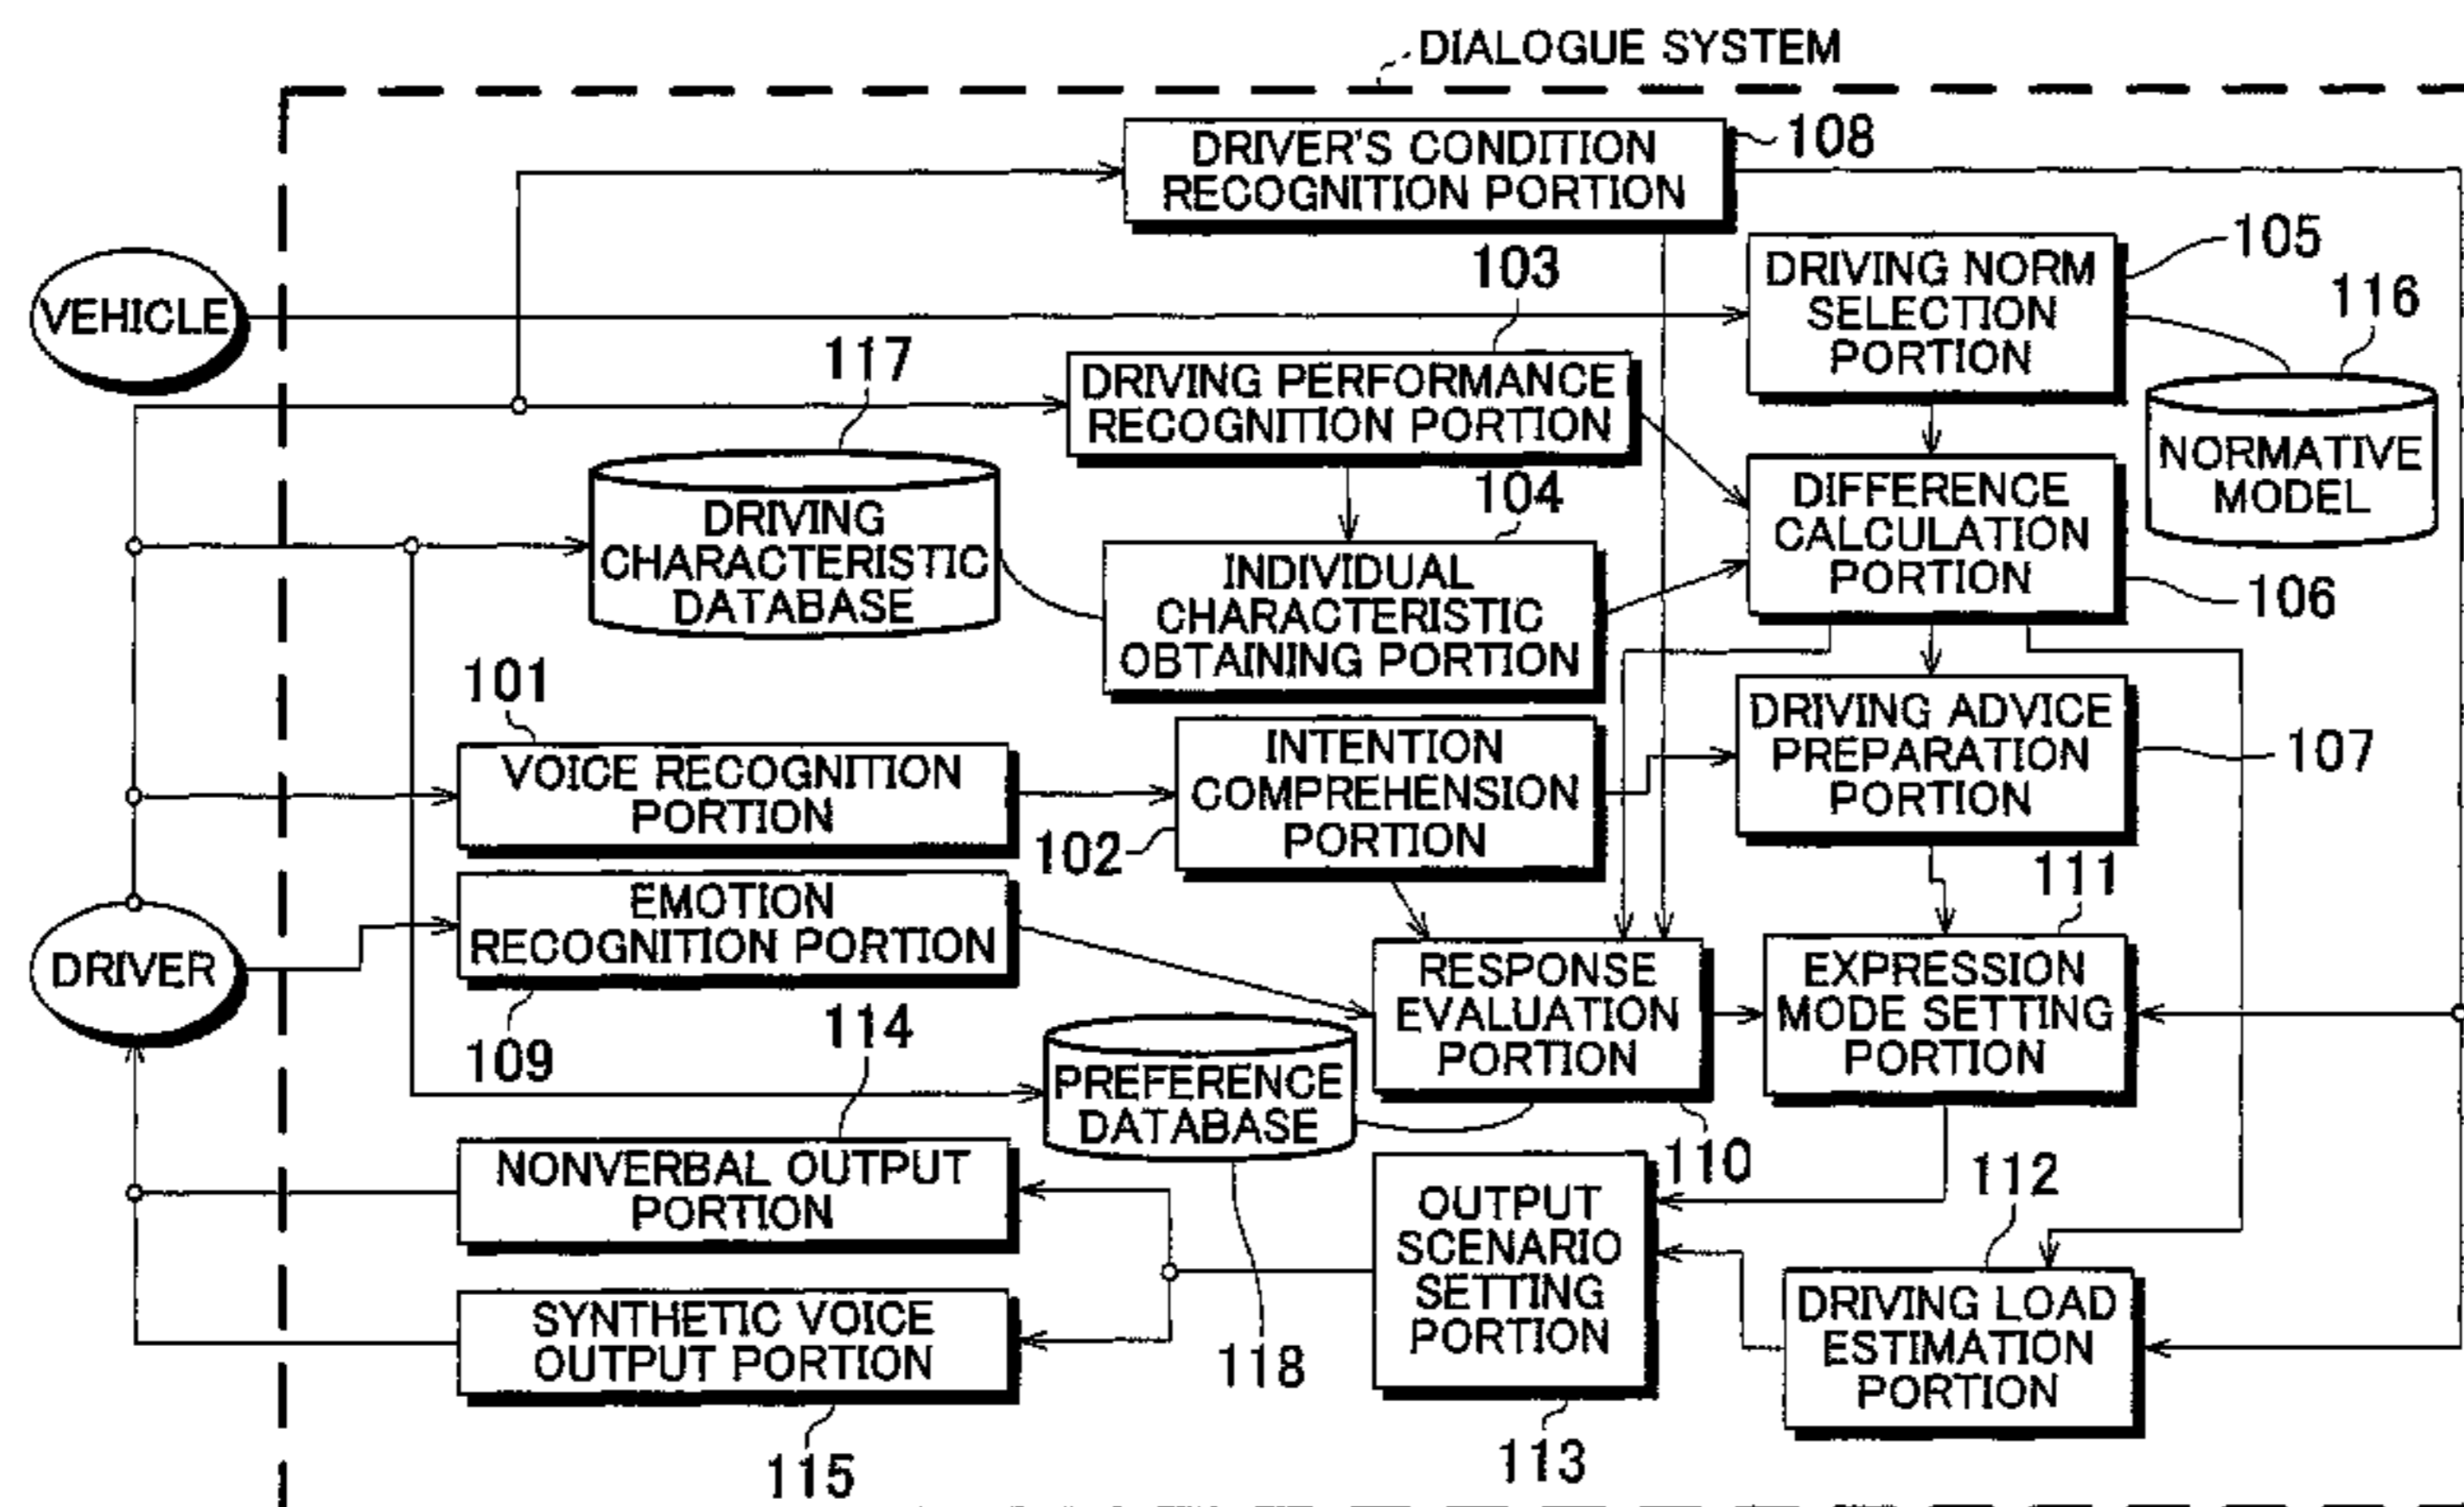 DIALOGUE SYSTEM
DRIVER'S CONDITION
RECOGNITION PORTION
108
VEHICLE
103
DRIVING NORM
SELECTION
PORTION
105
116
117
DRIVING PERFORMANCE
RECOGNITION PORTION
NORMATIVE
MODEL
DRIVING
CHARACTERISTIC
DATABASE
104
INDIVIDUAL
CHARACTERISTIC
OBTAINING PORTION
DIFFERENCE
CALCULATION
PORTION
106
101
VOICE RECOGNITION
PORTION
INTENTION
COMPREHENSION
PORTION
102
DRIVING ADVICE
PREPARATION
PORTION
107
DRIVER
EMOTION
RECOGNITION PORTION
109
111
RESPONSE
EVALUATION
PORTION
110
EXPRESSION
MODE SETTING
PORTION
114
PREFERENCE
DATABASE
118
NONVERBAL OUTPUT
PORTION
OUTPUT
SCENARIO
SETTING
PORTION
113
112
DRIVING LOAD
ESTIMATION
PORTION
SYNTHETIC VOICE
OUTPUT PORTION
115